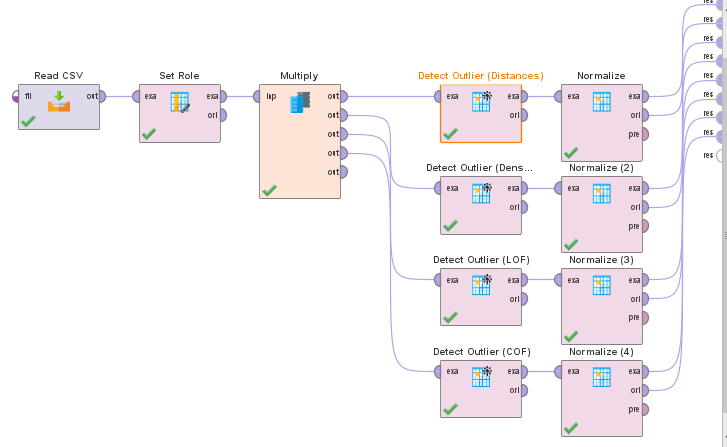 res
res
res
Read CSV
Set Role
Multiply
Detect Outlier (Distances)
Normalize
res
fil
out
exa
exa
inp
out
exa
exa
exa
exa
res
ori
out
ori
ori
res
out
pre
res
out
Detect Outlier (Dens...
Normalize (2)
res
out
exa
exa
exa
exa
ori
ori
pre
Detect Outlier (LOF)
Normalize (3)
exa
exa
exa
exa
ori
ori
pre
Detect Outlier (COF)
Normalize (4)
exa
exa
exa
exa
ori
ori
pre